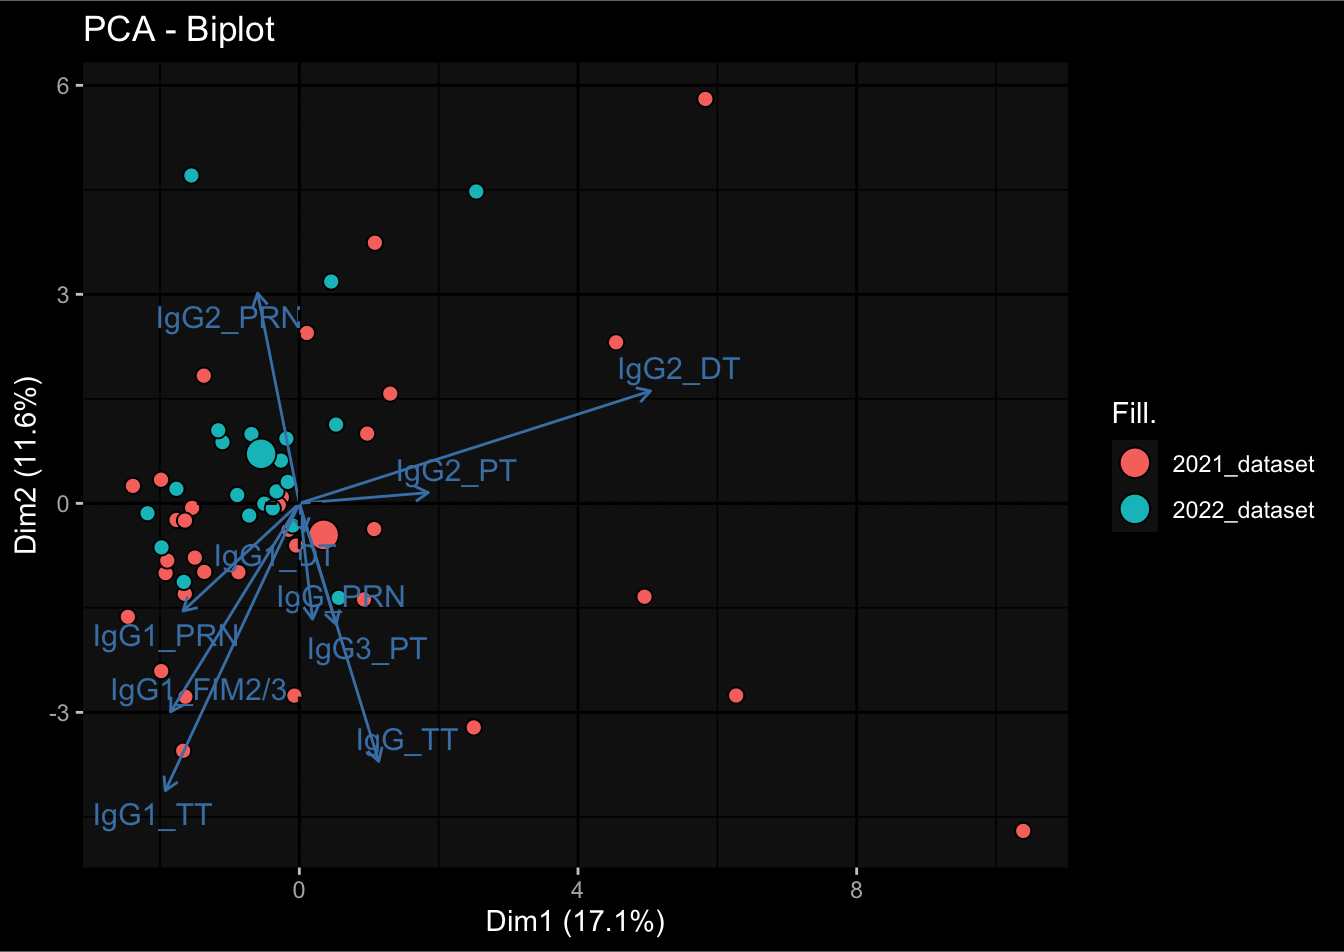 PCA - Biplot
6
3
0
-3
Dim2 (11.6%)
IgG2_PRN
IgG2_DT
IgG2_PT
IgG1_DT
IgG_PRN
IgG1_PRN
IgG3_PT
IgG1_FIM2/3
IgG_TT
IgG1_TT
0
4
8
Dim1 (17.1%)
Fill.
2021_dataset
2022_dataset